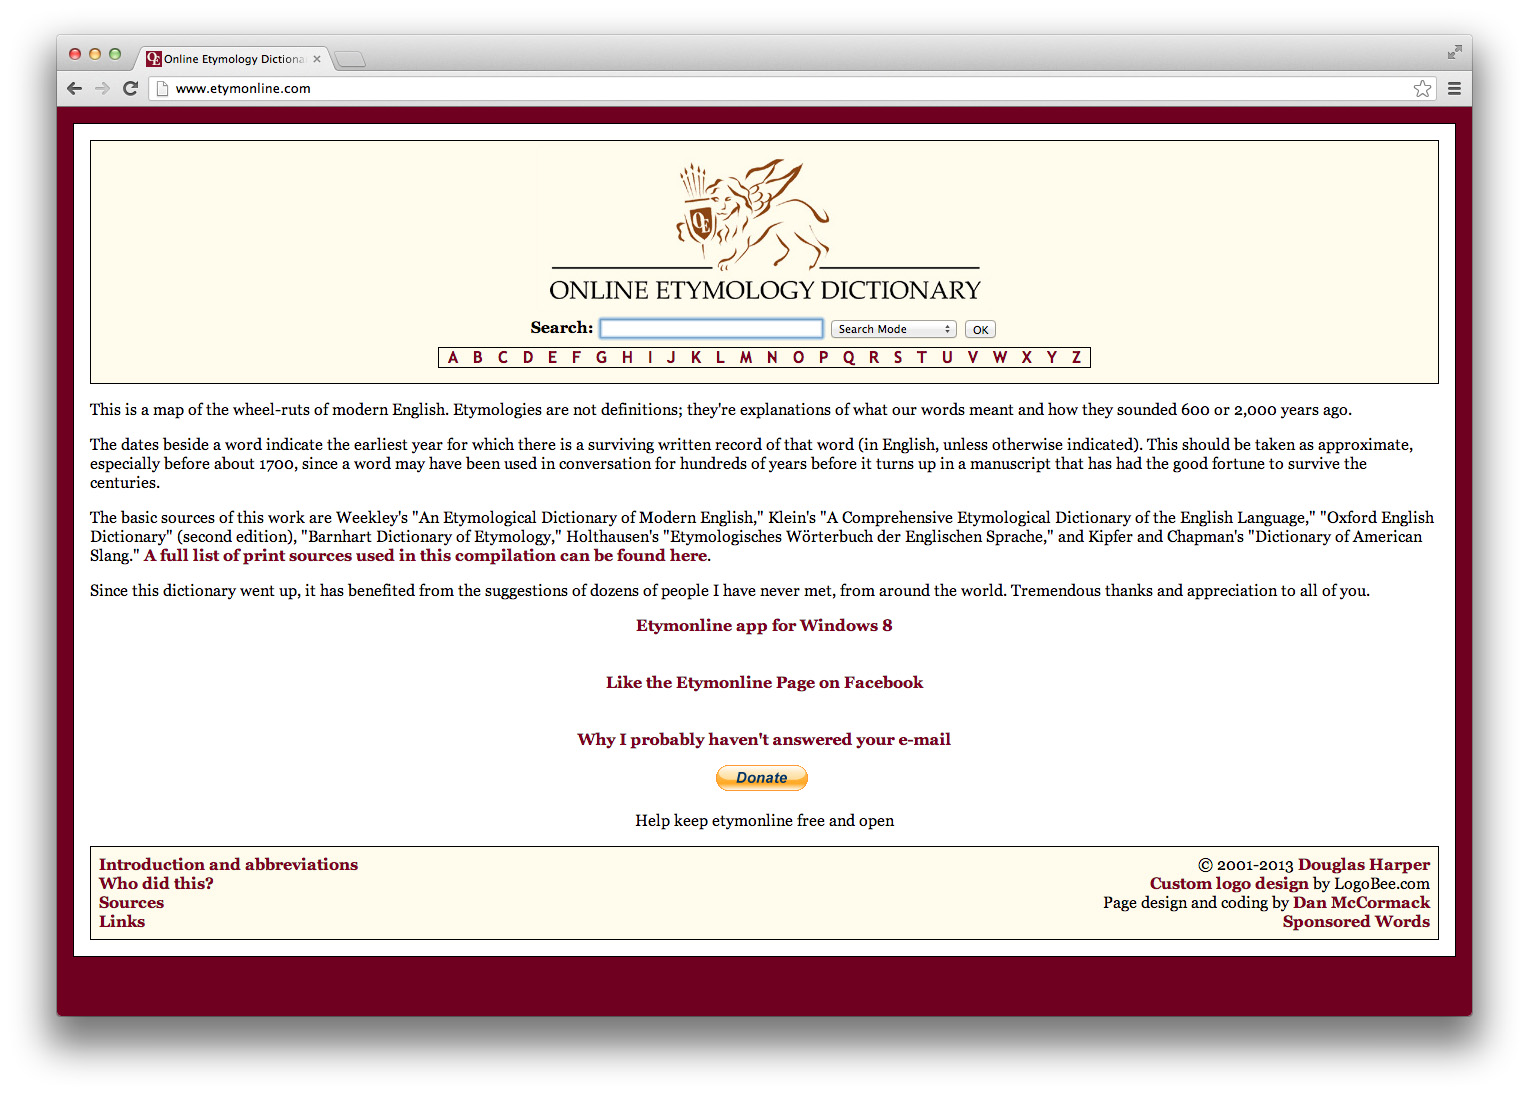 Online Etymology Dictiona
www.etymonline.com
OE
ONLINE ETYMOLOGY DICTIONARY
Search: Search Mode OK
A B C D E F G H I J K L M N O P Q R S T U V W X Y Z
This is a map of the wheel-ruts of modern English. Etymologies are not definitions; they're explanations of what our words meant and how they sounded 600 or 2,000 years ago.
The dates beside a word indicate the earliest year for which there is a surviving written record of that word (in English, unless otherwise indicated). This should be taken as approximate,
especially before about 1700, since a word may have been used in conversation for hundreds of years before it turns up in a manuscript that has had the good fortune to survive the
centuries.
The basic sources of this work are Weekley's "An Etymological Dictionary of Modern English," Klein's "A Comprehensive Etymological Dictionary of the English Language," "Oxford English
Dictionary" (second edition), "Barnhart Dictionary of Etymology," Holthausen's "Etymologisches Wörterbuch der Englischen Sprache," and Kipfer and Chapman's "Dictionary of American
Slang." A full list of print sources used in this compilation can be found here.
Since this dictionary went up, it has benefited from the suggestions of dozens of people I have never met, from around the world. Tremendous thanks and appreciation to all of you.
Etymonline app for Windows 8
Like the Etymonline Page on Facebook
Why I probably haven't answered your e-mail
Donate
Help keep etymonline free and open
Introduction and abbreviations
Who did this?
Sources
Links
© 2001-2013 Douglas Harper
Custom logo design by LogoBee.com
Page design and coding by Dan McCormack
Sponsored Words